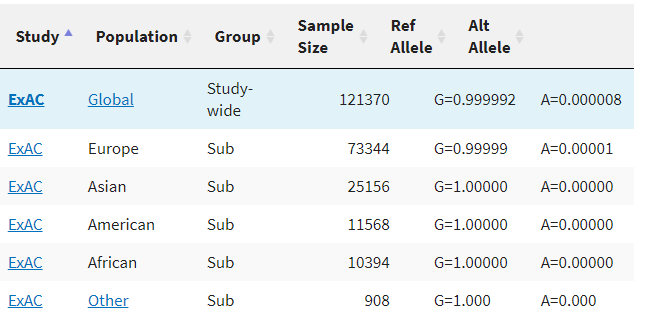 Study Population Group Sample Size Ref Allele Alt Allele
ExAC Global Study-wide 121370 G=0.999992 A=0.000008
ExAC Europe Sub 73344 G=0.99999 A=0.00001
ExAC Asian Sub 25156 G=1.00000 A=0.00000
ExAC American Sub 11568 G=1.00000 A=0.00000
ExAC African Sub 10394 G=1.00000 A=0.00000
ExAC Other Sub 908 G=1.000 A=0.000